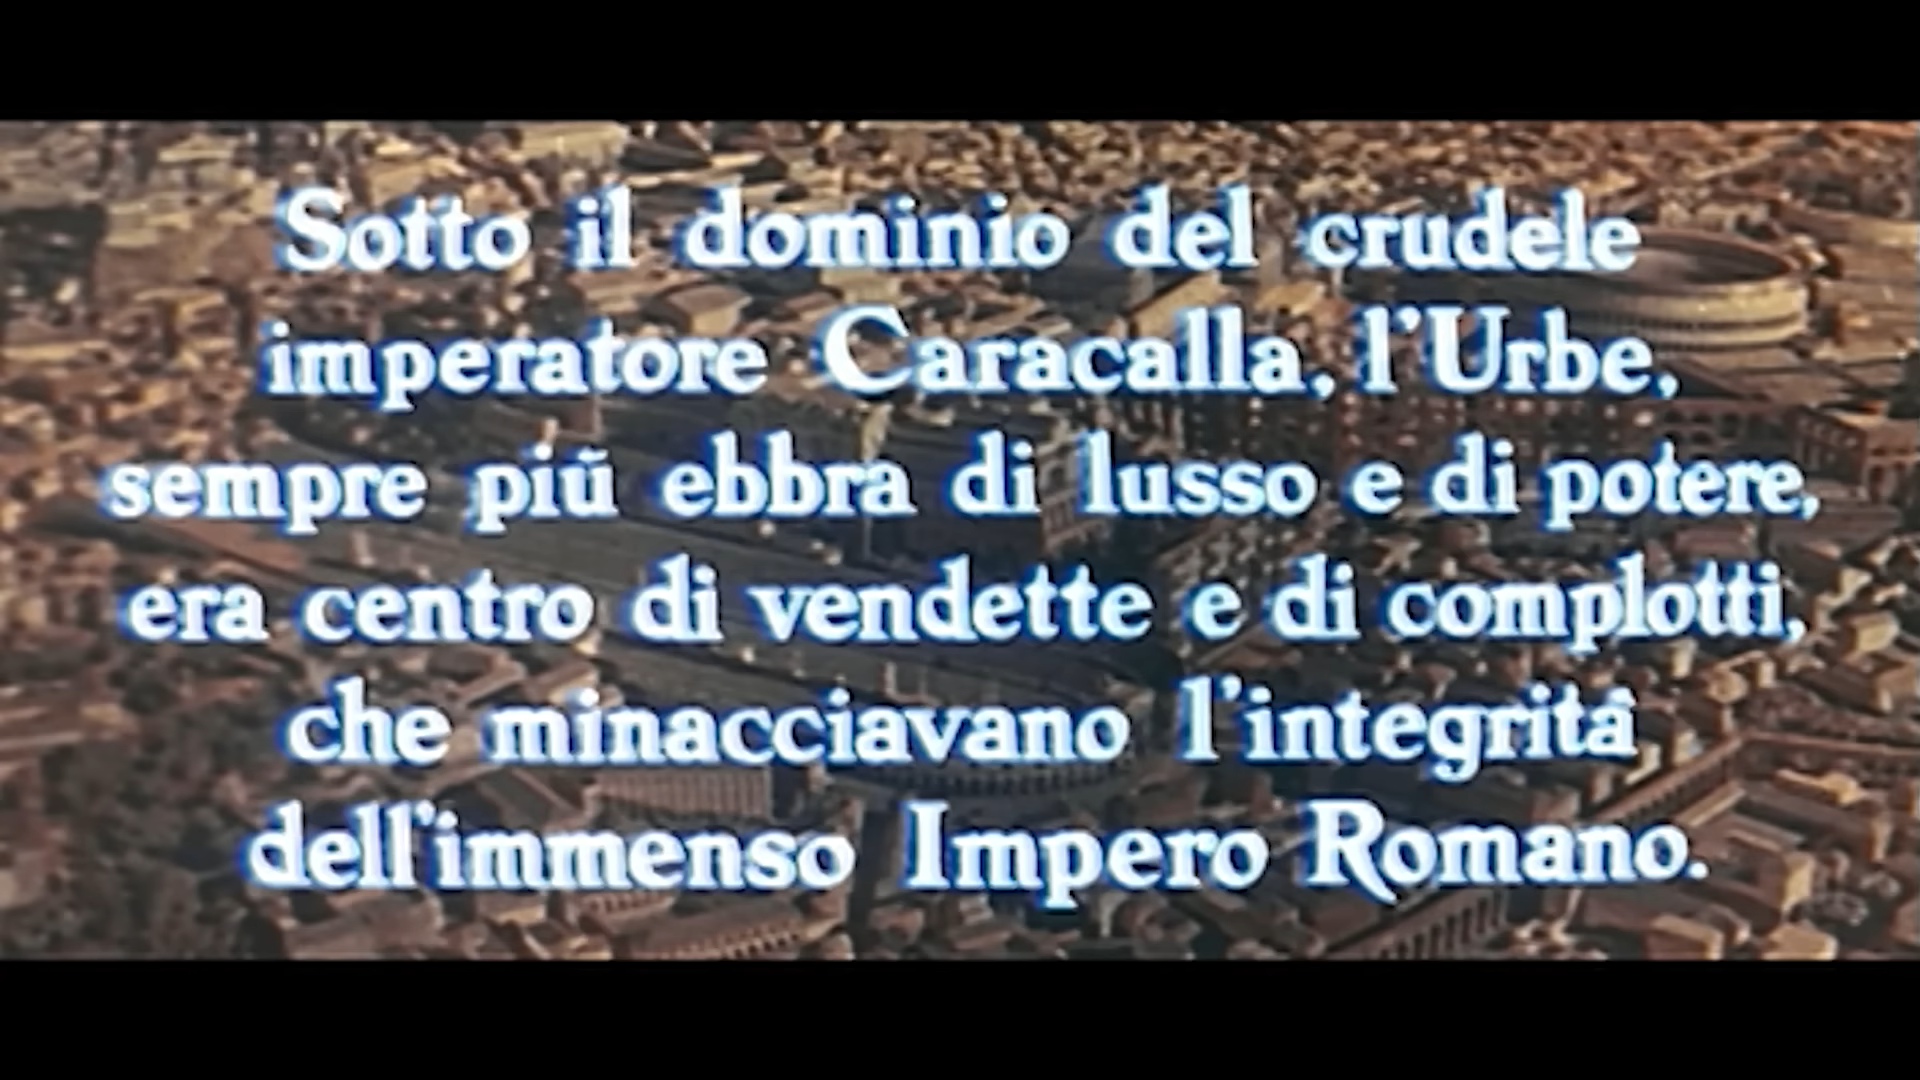 Sotto il dominio del crudele
imperatore Caracalla, l'Urbe,
sempre più ebbra di lusso e di potere,
era centro di vendette e di complotti,
che minacciavano l'integrità
dell'immenso Impero Romano.